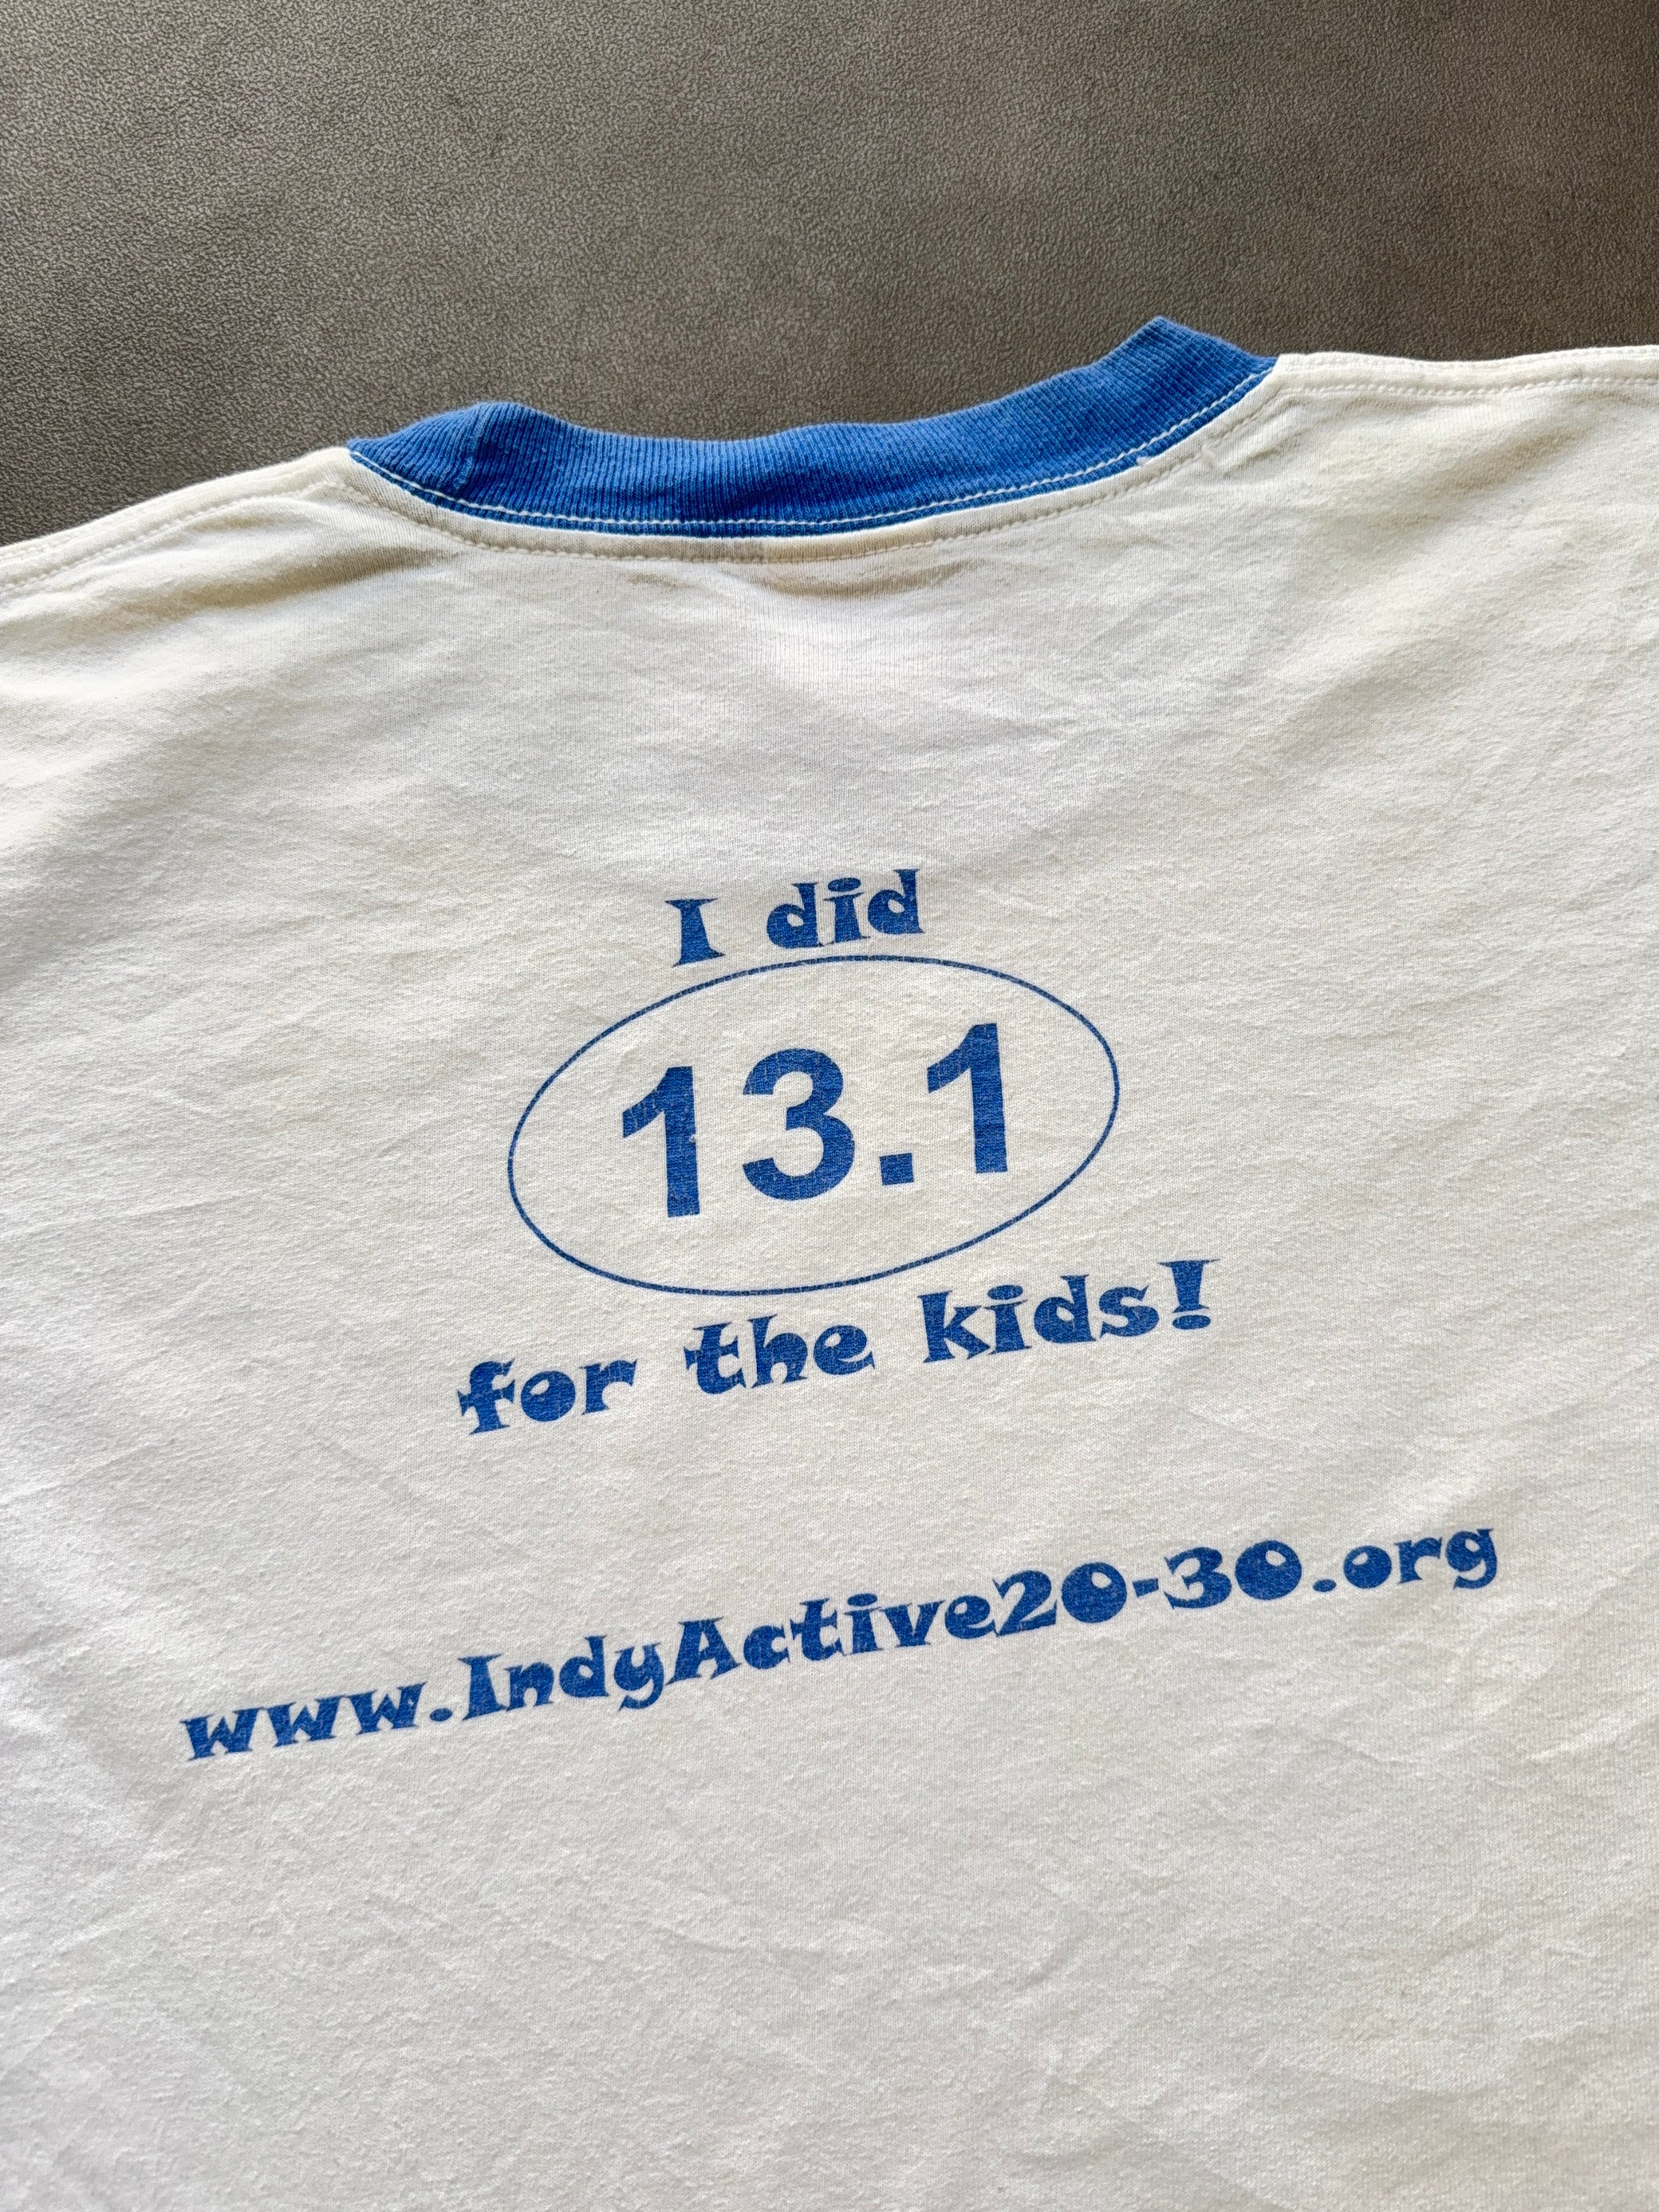 I did
13.1
for the kids!
www.IndyActive20-30.org